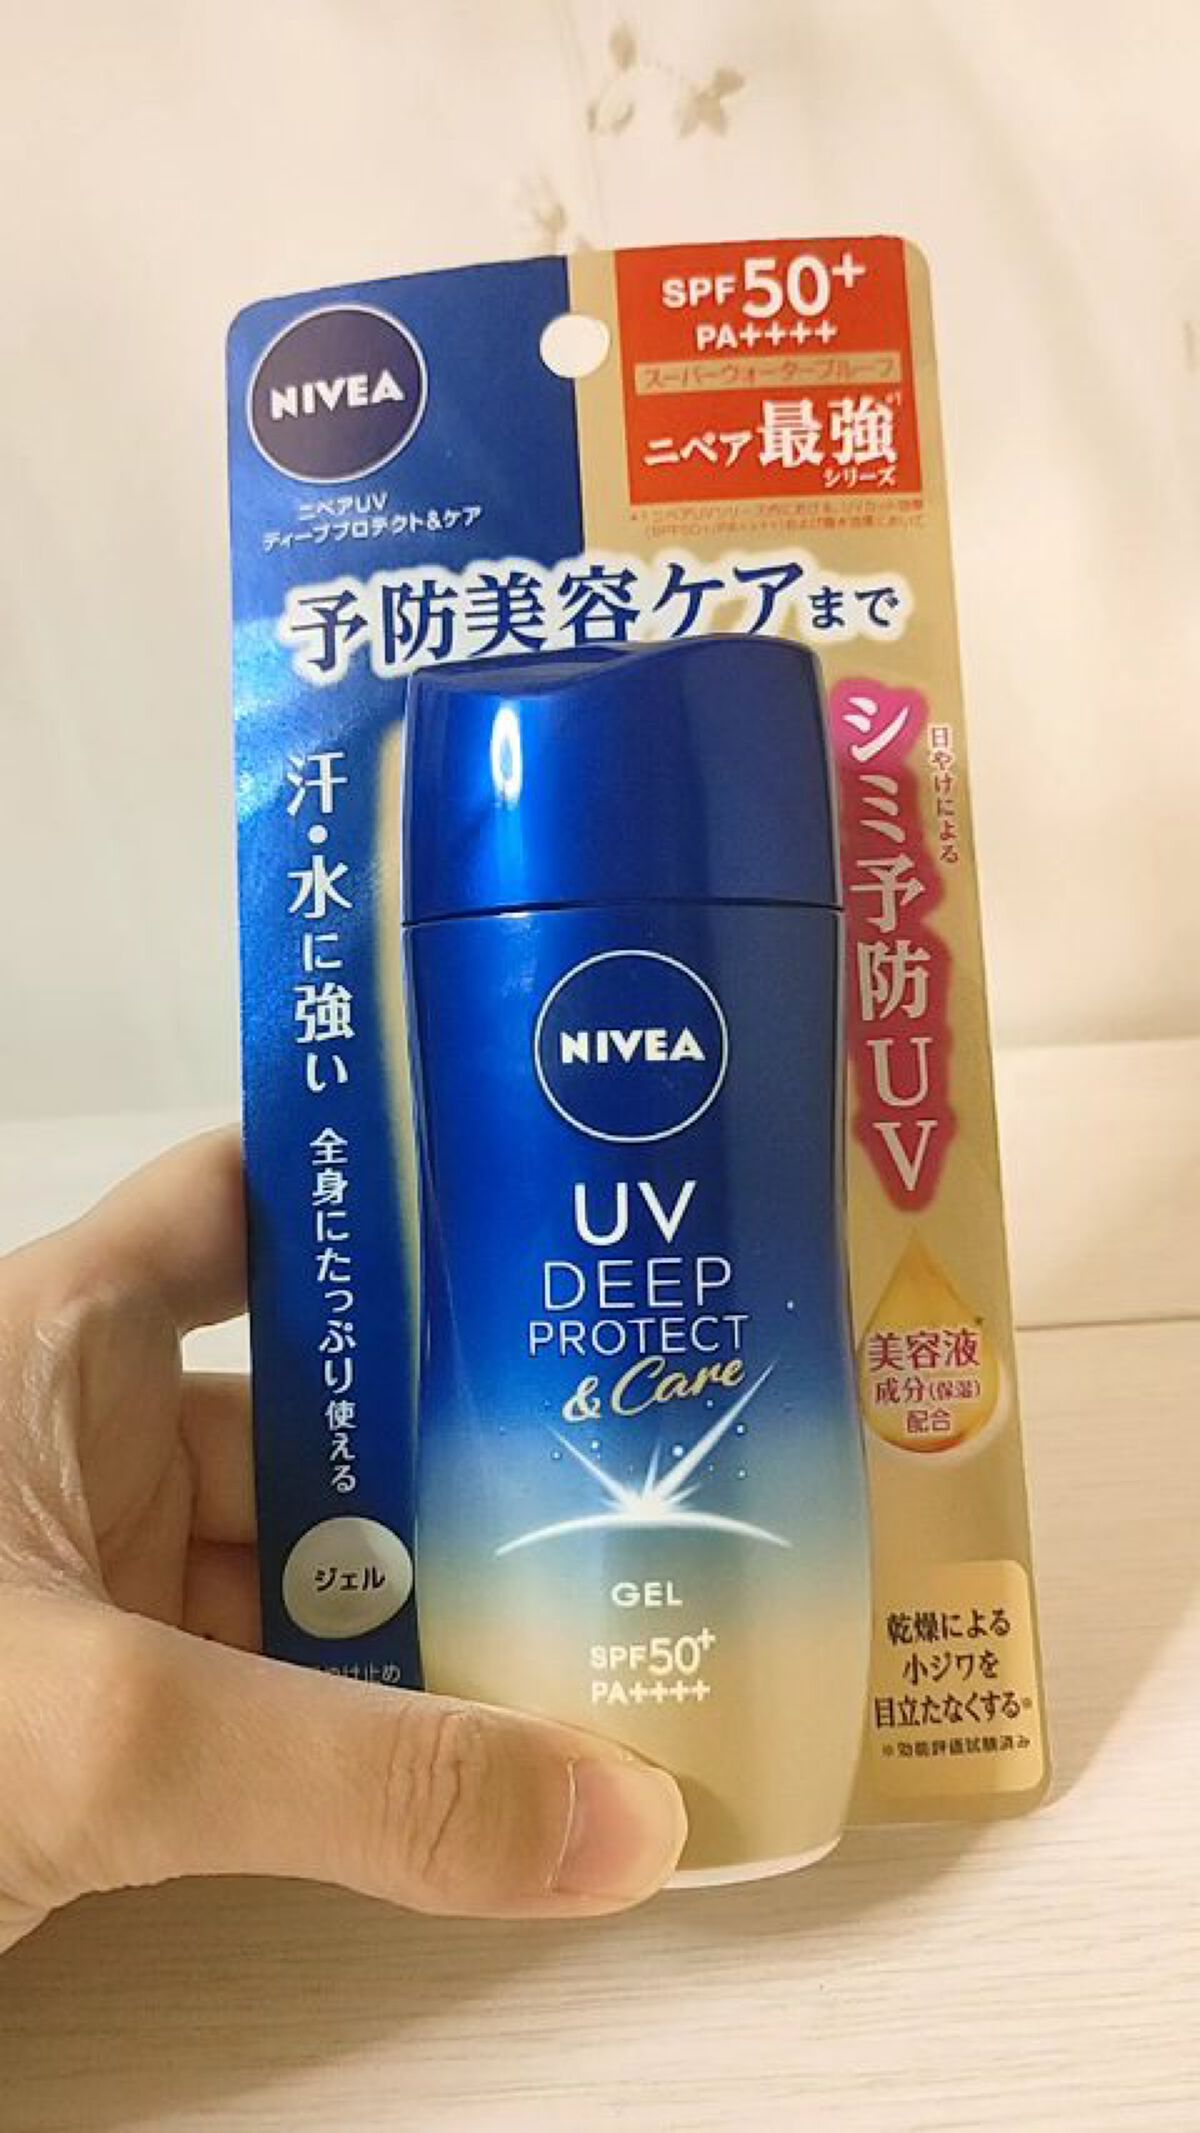 NIVEA
ニベアUV
ディーププロテクト&ケア
SPF50+
PA++++
スーパーウォータープルーフ
ニベア最強※1
シリーズ
予防美容ケアまで
汗・水に強い
全身にたっぷり使える
ジェル
け止め
日やけによる
シミ予防UV
美容液*
成分(保湿)
配合
乾燥による
小ジワを
目立たなくする※
※効能評価試験済み
NIVEA
UV
DEEP
PROTECT
& Care
GEL
SPF50+
PA++++